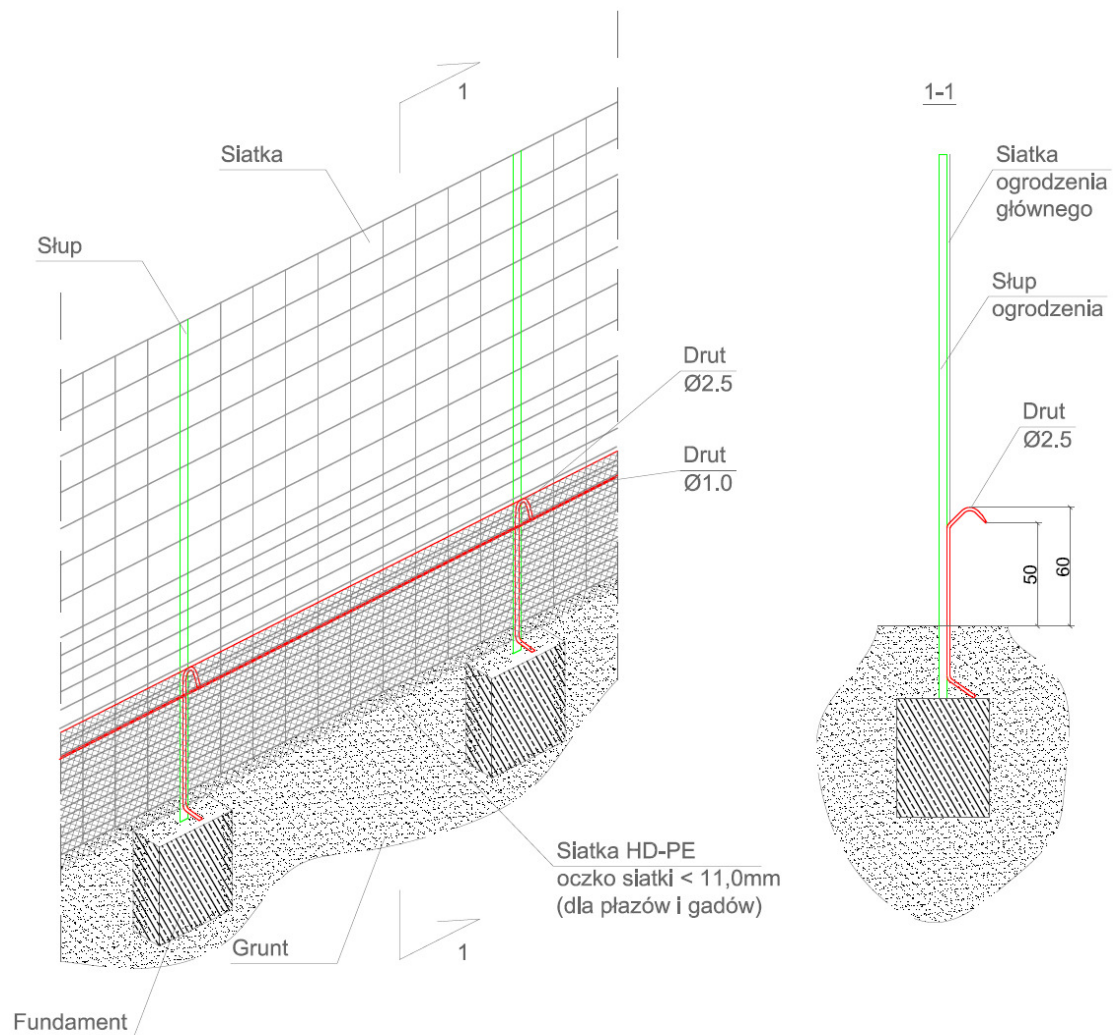 1
Siatka
Słup
Drut
Ø2.5
Drut
Ø1.0
Siatka HD-PE
oczko siatki < 11,0mm
(dla płazów i gadów)
1
Grunt
Fundament
1-1
Siatka
ogrodzenia
głównego
Słup
ogrodzenia
Drut
Ø2.5
50
60